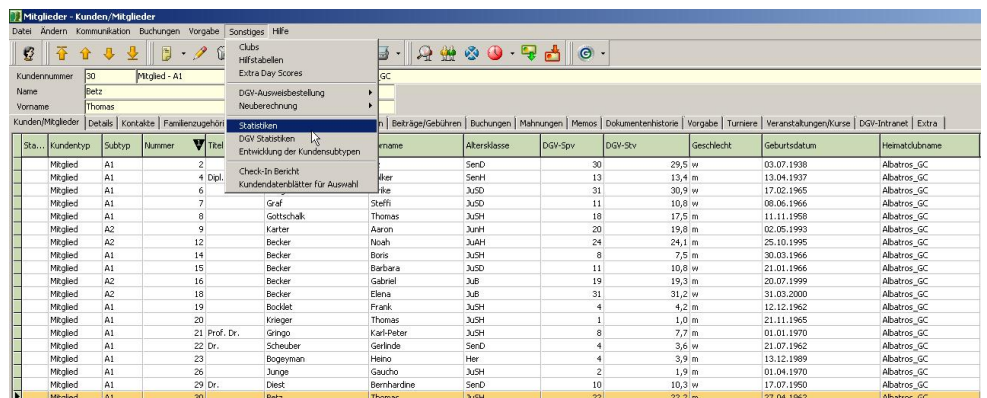 Mitglieder - Kunden/Mitglieder
Datei Ändern Kommunikation Buchungen Vorgabe Sonstiges Hilfe
Clubs
Hilfstabellen
Extra Day Scores
DGV-Ausweisbestellung
Neuberechnung
Statistiken
DGV Statistiken
Entwicklung der Kundensubtypen
Check-In Bericht
Kundendatenblätter für Auswahl
Kundennummer 30 Mitglied - A1 GC
Name Betz
Vorname Thomas
Kunden/Mitglieder Details Kontakte Familienzugehöri Beiträge/Gebühren Buchungen Mahnungen Memos Dokumentenhistorie Vorgabe Turniere Veranstaltungen/Kurse DGV-Intranet Extra
Sta... Kundentyp Subtyp Nummer Titel rname Altersklasse DGV-Spv DGV-Stv Geschlecht Geburtsdatum Heimatclubname
Mitglied A1 2 SenD 30 29,5 w 03.07.1938 Albatros_GC
Mitglied A1 4 Dipl. lker SenH 13 13,4 m 13.04.1937 Albatros_GC
Mitglied A1 6 rike JuSD 31 30,9 w 17.02.1965 Albatros_GC
Mitglied A1 7 Graf Steffi JuSD 11 10,8 w 08.06.1966 Albatros_GC
Mitglied A1 8 Gottschalk Thomas JuSH 18 17,5 m 11.11.1958 Albatros_GC
Mitglied A2 9 Karter Aaron JunH 20 19,8 m 02.05.1993 Albatros_GC
Mitglied A2 12 Becker Noah JuAH 24 24,1 m 25.10.1995 Albatros_GC
Mitglied A1 14 Becker Boris JuSH 8 7,5 m 30.03.1966 Albatros_GC
Mitglied A1 15 Becker Barbara JuSD 11 10,8 w 21.01.1966 Albatros_GC
Mitglied A2 16 Becker Gabriel JuB 19 19,3 m 20.07.1999 Albatros_GC
Mitglied A2 18 Becker Elena JuB 31 31,2 w 31.03.2000 Albatros_GC
Mitglied A1 19 Bocklet Frank JuSH 4 4,2 m 12.12.1962 Albatros_GC
Mitglied A1 20 Krieger Thomas JuSH 1 1,0 m 21.11.1965 Albatros_GC
Mitglied A1 21 Prof. Dr. Gringo Karl-Peter JuSH 8 7,7 m 01.01.1970 Albatros_GC
Mitglied A1 22 Dr. Scheuber Gerlinde SenD 4 3,6 w 21.07.1962 Albatros_GC
Mitglied A1 23 Bogeyman Heino Her 4 3,9 m 13.12.1989 Albatros_GC
Mitglied A1 26 Junge Gaucho JuSH 2 1,9 m 01.04.1970 Albatros_GC
Mitglied A1 29 Dr. Diest Bernhardine SenD 10 10,3 w 17.07.1950 Albatros_GC
Mitglied A1 30 Betz Thomas JuSH 22 22,2 m 27.04.1962 Albatros_GC